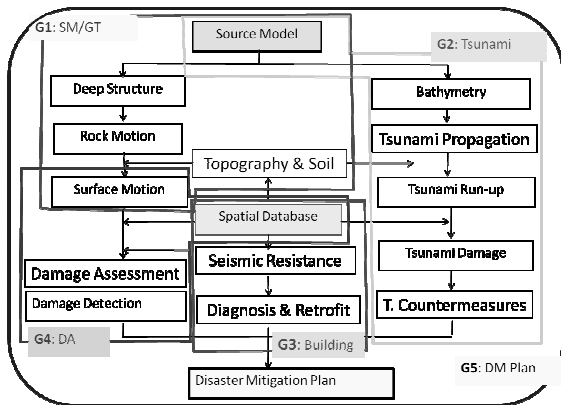 G1: SM/GT
Source Model
G2: Tsunami
Deep Structure
Bathymetry
Rock Motion
Tsunami Propagation
Topography & Soil
Surface Motion
Tsunami Run-up
Spatial Database
Seismic Resistance
Tsunami Damage
Damage Assessment
Damage Detection
Diagnosis & Retrofit
T. Countermeasures
G4: DA
G3: Building
G5: DM Plan
Disaster Mitigation Plan